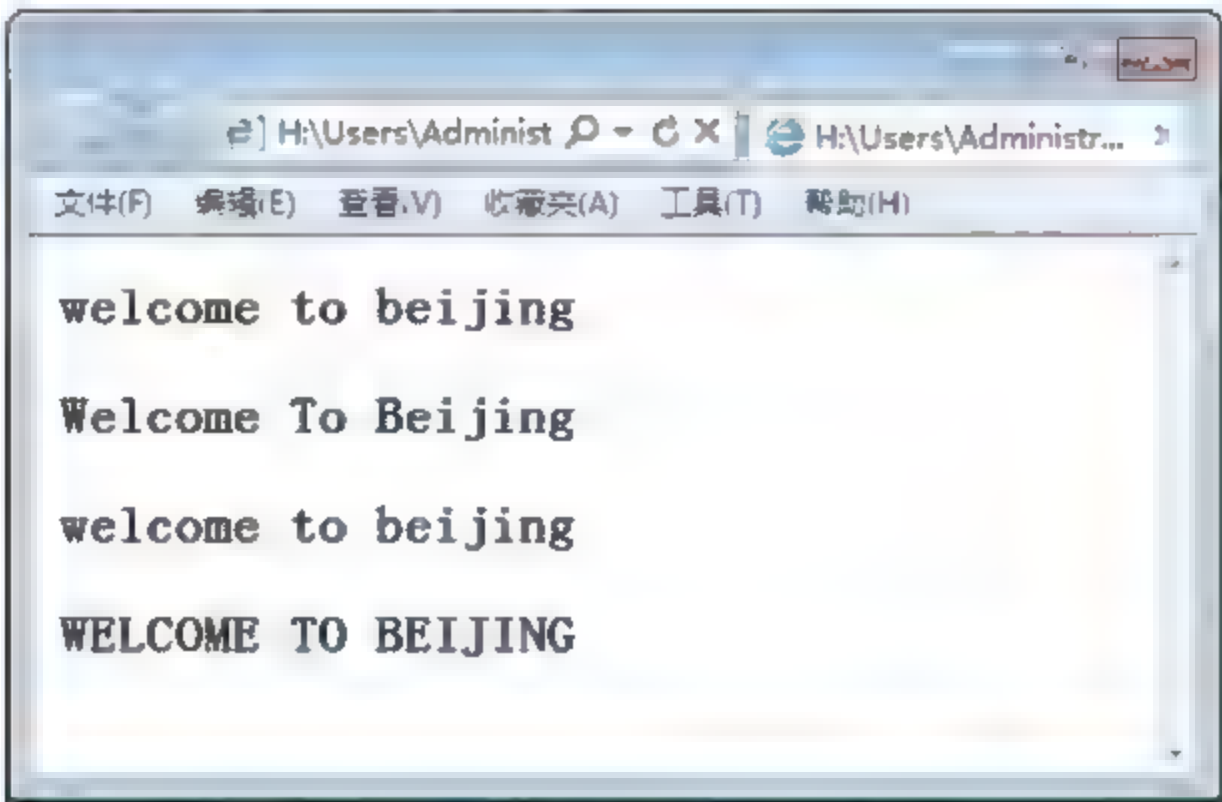 H:\Users\Administ
H:\Users\Administr...
文件(F) 编辑(E) 查看(V) 收藏夹(A) 工具(T) 帮助(H)
welcome to beijing
Welcome To Beijing
welcome to beijing
WELCOME TO BEIJING